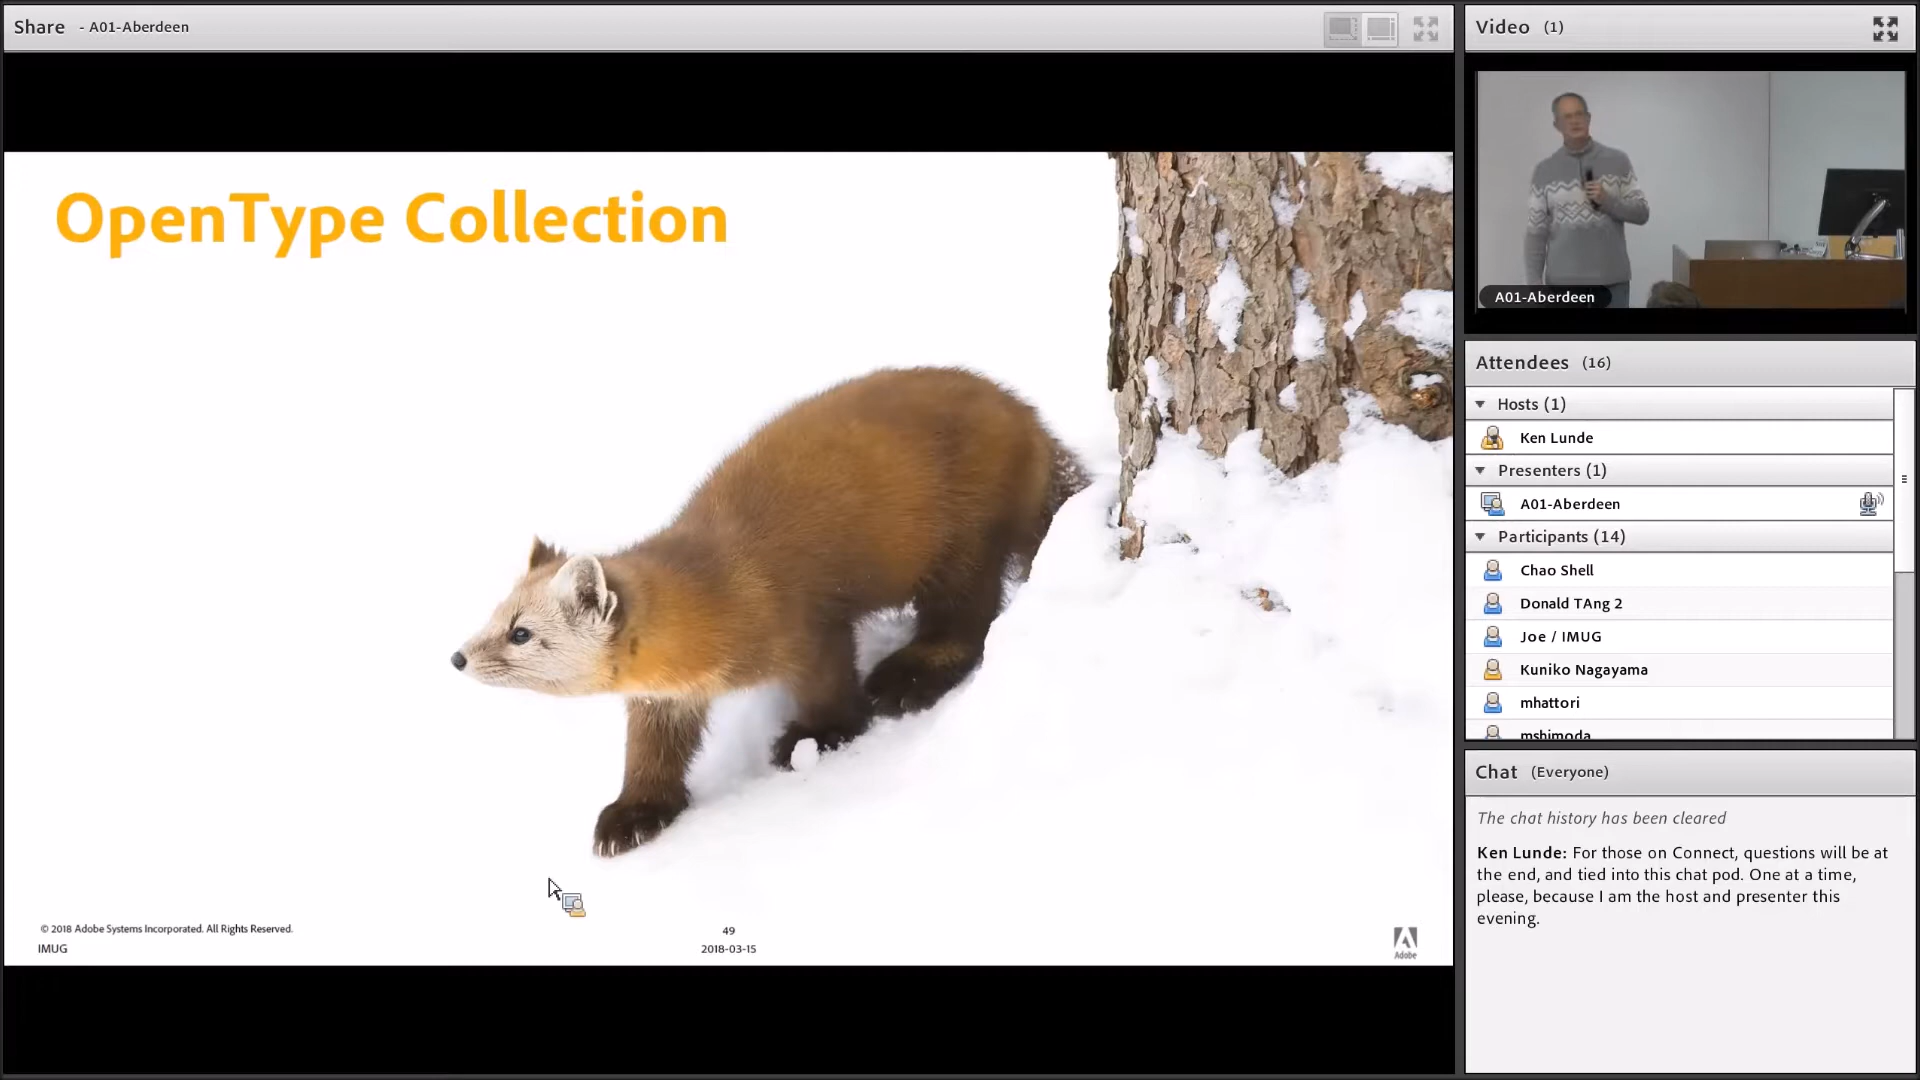 Share - A01-Aberdeen
OpenType Collection
© 2018 Adobe Systems Incorporated. All Rights Reserved.
IMUG
49
2018-03-15
Adobe
Video (1)
A01-Aberdeen
Attendees (16)
Hosts (1)
Ken Lunde
Presenters (1)
A01-Aberdeen
Participants (14)
Chao Shell
Donald TAng 2
Joe / IMUG
Kuniko Nagayama
mhattori
mshimoda
Chat (Everyone)
The chat history has been cleared
Ken Lunde: For those on Connect, questions will be at
the end, and tied into this chat pod. One at a time,
please, because I am the host and presenter this
evening.